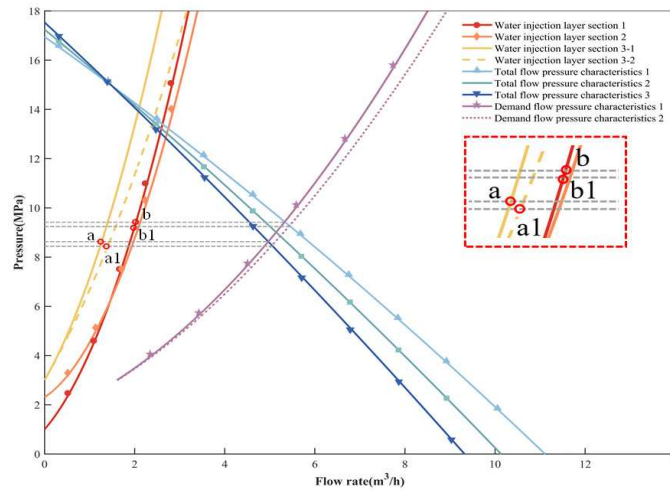 18
16
14
12
10
8
6
4
2
0
Pressure(MPa)
0
2
4
6
8
10
12
Flow rate(m³/h)
Water injection layer section 1
Water injection layer section 2
Water injection layer section 3-1
Water injection layer section 3-2
Total flow pressure characteristics 1
Total flow pressure characteristics 2
Total flow pressure characteristics 3
Demand flow pressure characteristics 1
Demand flow pressure characteristics 2
a
a1
b
b1
b
a
b1
a1